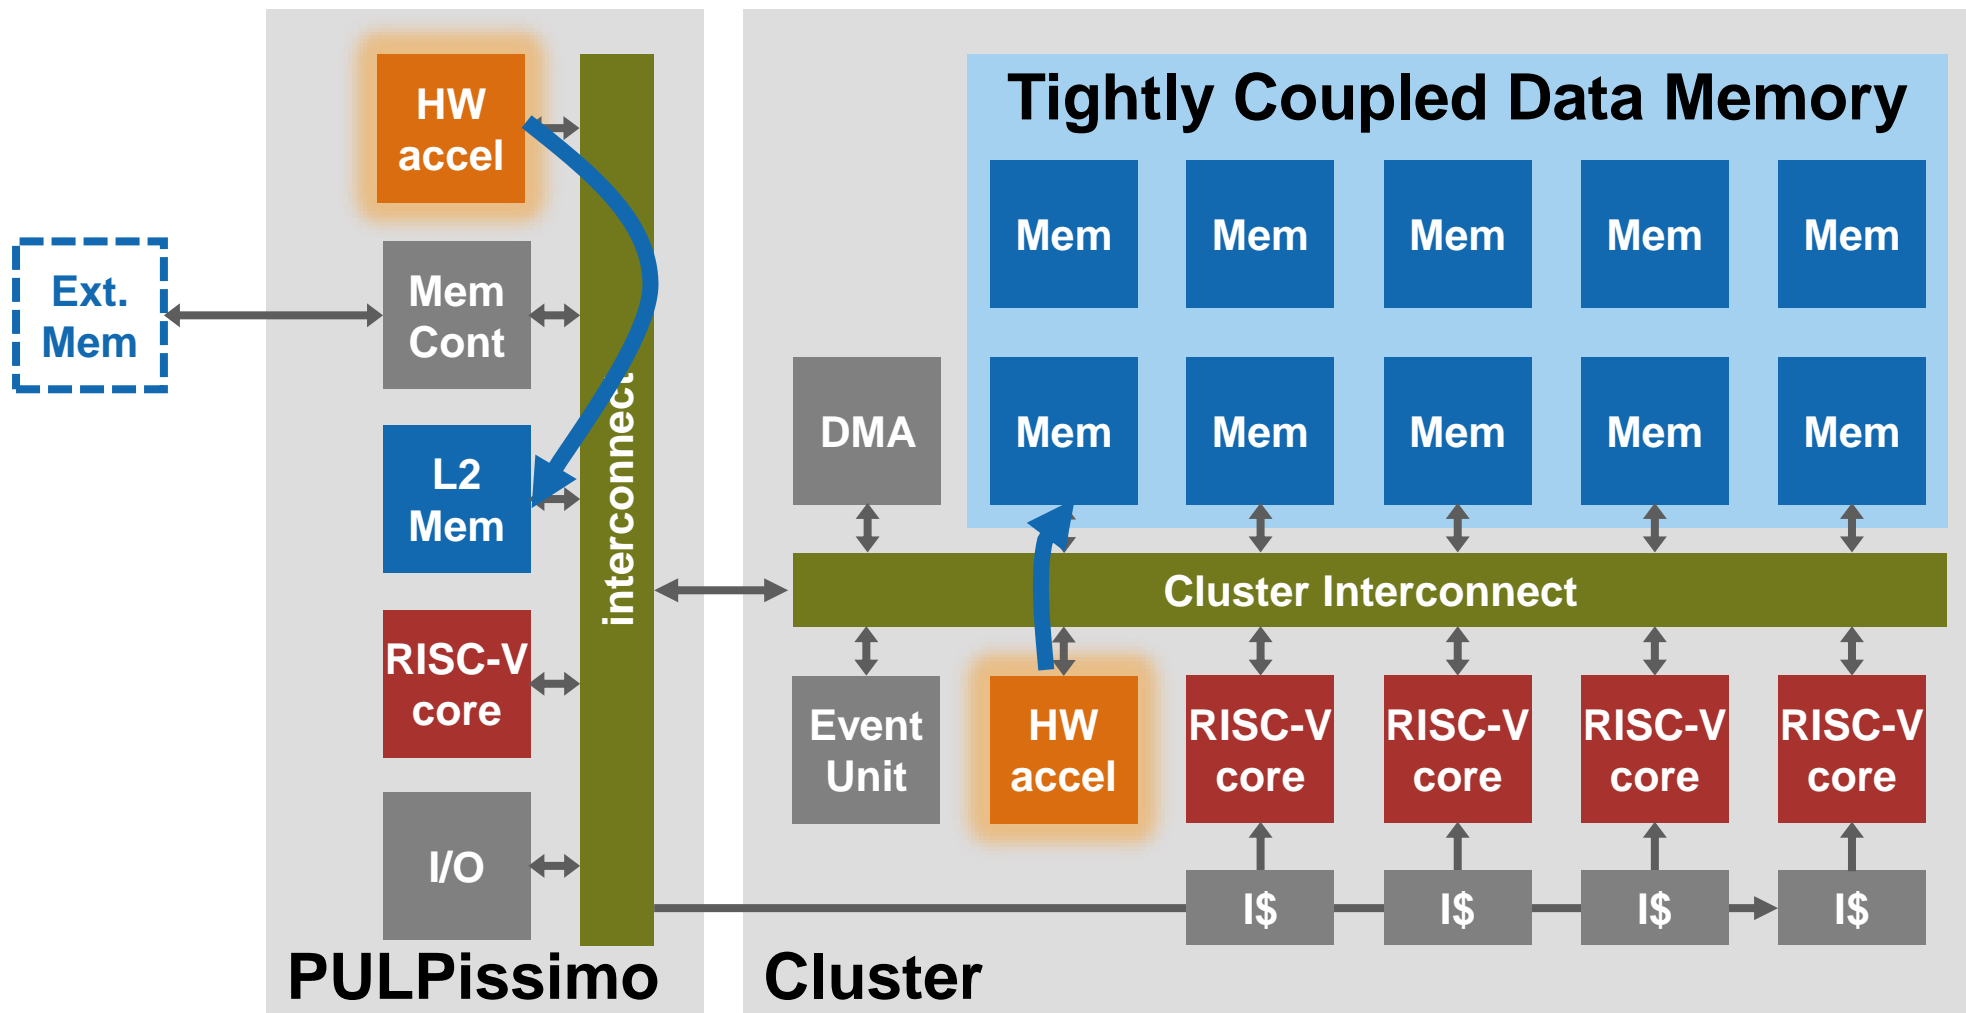 HW
accel
Ext.
Mem
Mem
Cont
L2
Mem
RISC-V
core
I/O
interconnect
PULPissimo
Tightly Coupled Data Memory
Mem
Mem
Mem
Mem
Mem
DMA
Mem
Mem
Mem
Mem
Mem
Cluster Interconnect
Event
Unit
HW
accel
RISC-V
core
RISC-V
core
RISC-V
core
RISC-V
core
I$
I$
I$
I$
Cluster